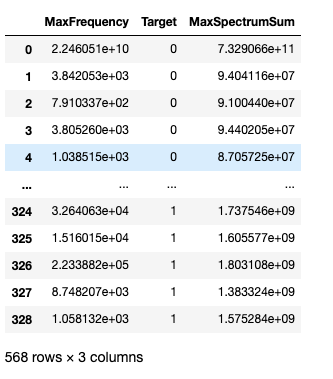 MaxFrequency Target MaxSpectrumSum
0 2.246051e+10 0 7.329066e+11
1 3.842053e+03 0 9.404116e+07
2 7.910337e+02 0 9.100440e+07
3 3.805260e+03 0 9.440205e+07
4 1.038515e+03 0 8.705725e+07
... ... ... ...
324 3.264063e+04 1 1.737546e+09
325 1.516015e+04 1 1.605577e+09
326 2.233882e+05 1 1.803108e+09
327 8.748207e+03 1 1.383324e+09
328 1.058132e+03 1 1.575284e+09
568 rows × 3 columns